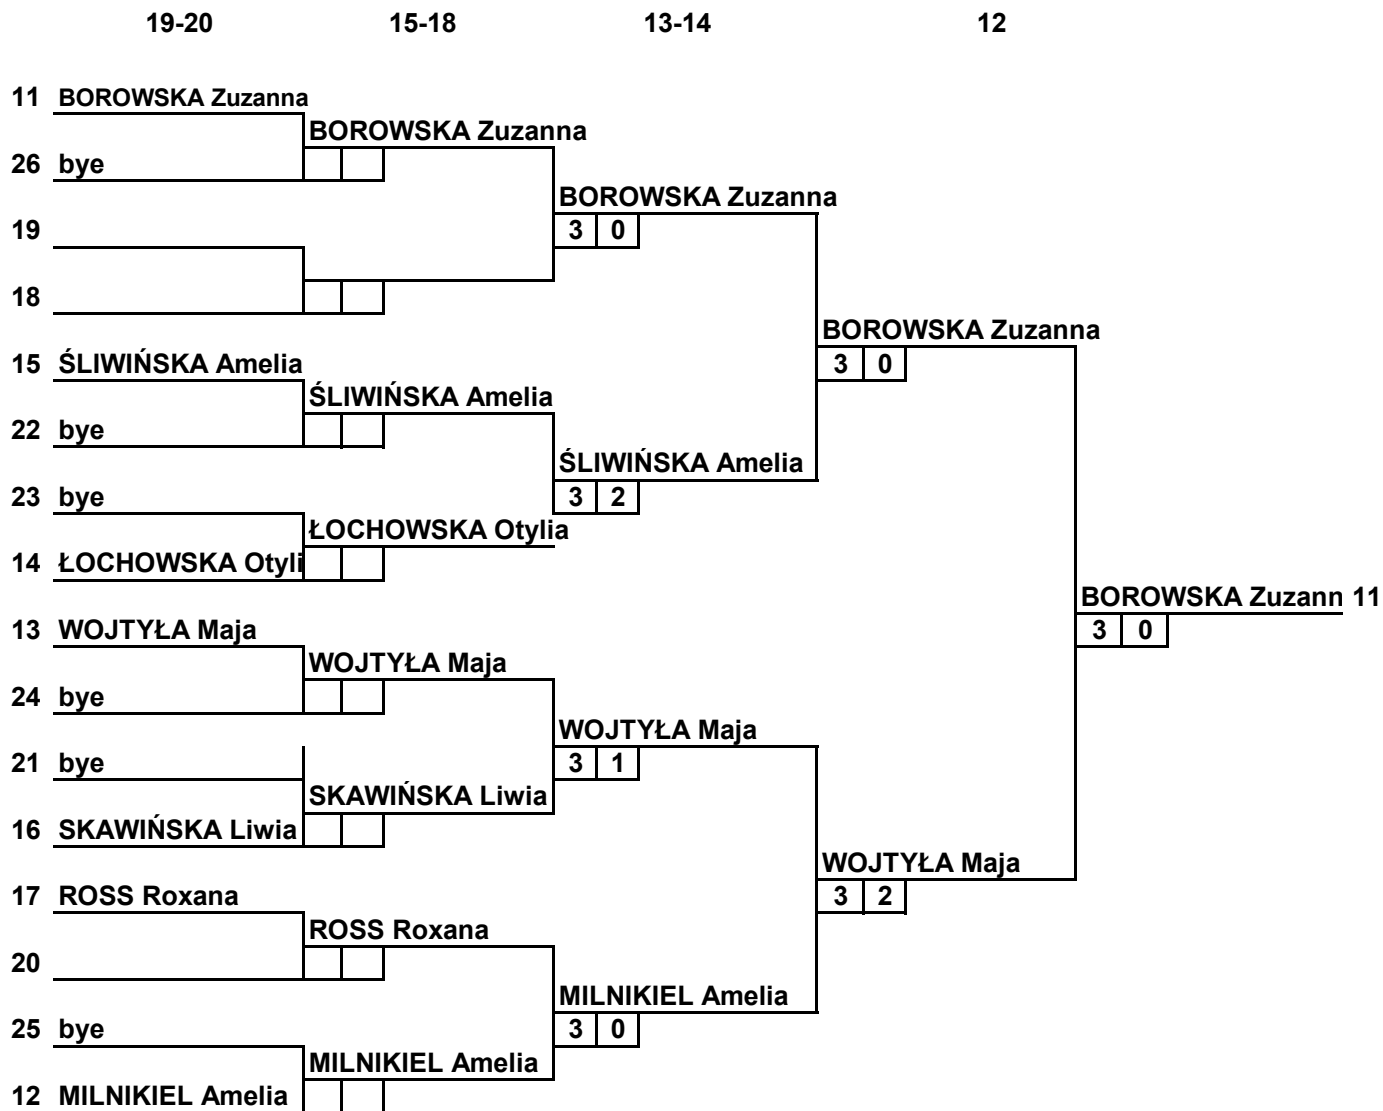 19-20 15-18 13-14 12
11 BOROWSKA Zuzanna
BOROWSKA Zuzanna
26 bye
BOROWSKA Zuzanna
19
3 0
18
BOROWSKA Zuzanna
15 ŚLIWIŃSKA Amelia
3 0
ŚLIWIŃSKA Amelia
22 bye
ŚLIWIŃSKA Amelia
23 bye
3 2
ŁOCHOWSKA Otylia
14 ŁOCHOWSKA Otyli
BOROWSKA Zuzann 11
13 WOJTYŁA Maja
3 0
WOJTYŁA Maja
24 bye
WOJTYŁA Maja
21 bye
3 1
SKAWIŃSKA Liwia
16 SKAWIŃSKA Liwia
WOJTYŁA Maja
17 ROSS Roxana
3 2
ROSS Roxana
20
MILNIKIEL Amelia
25 bye
3 0
MILNIKIEL Amelia
12 MILNIKIEL Amelia